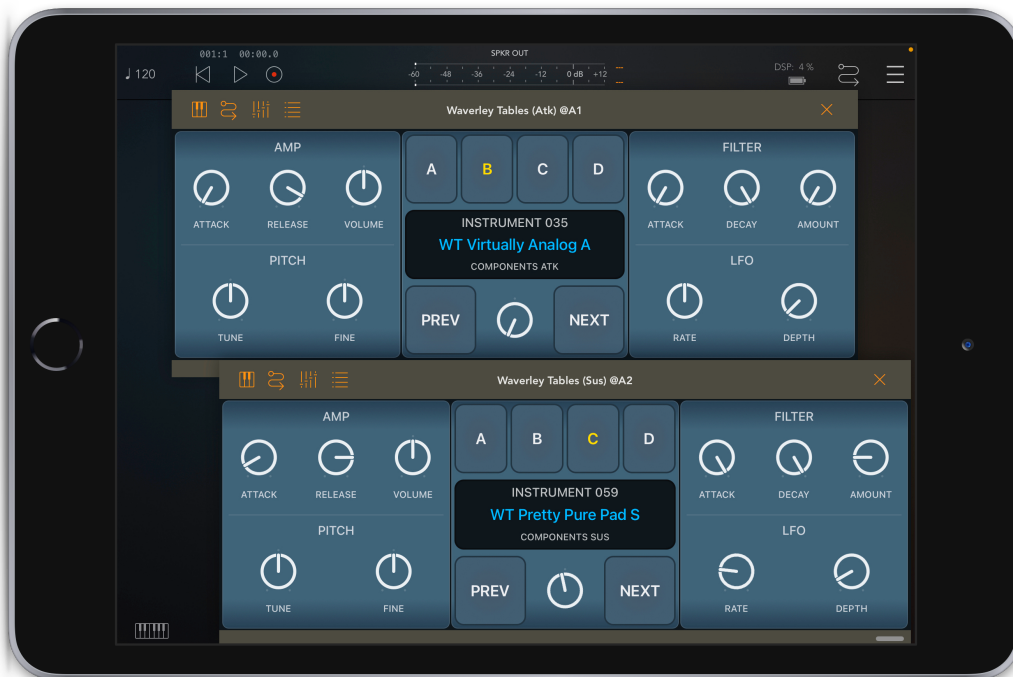 001:1 00:00.0
SPKR OUT
♩ 120
-60 -48 -36 -24 -12 0 dB +12
DSP: 4 %
Waverley Tables (Atk) @A1
AMP
ATTACK RELEASE VOLUME
PITCH
TUNE FINE
A B C D
INSTRUMENT 035
WT Virtually Analog A
COMPONENTS ATK
PREV NEXT
FILTER
ATTACK DECAY AMOUNT
LFO
RATE DEPTH
Waverley Tables (Sus) @A2
AMP
ATTACK RELEASE VOLUME
PITCH
TUNE FINE
A B C D
INSTRUMENT 059
WT Pretty Pure Pad S
COMPONENTS SUS
PREV NEXT
FILTER
ATTACK DECAY AMOUNT
LFO
RATE DEPTH